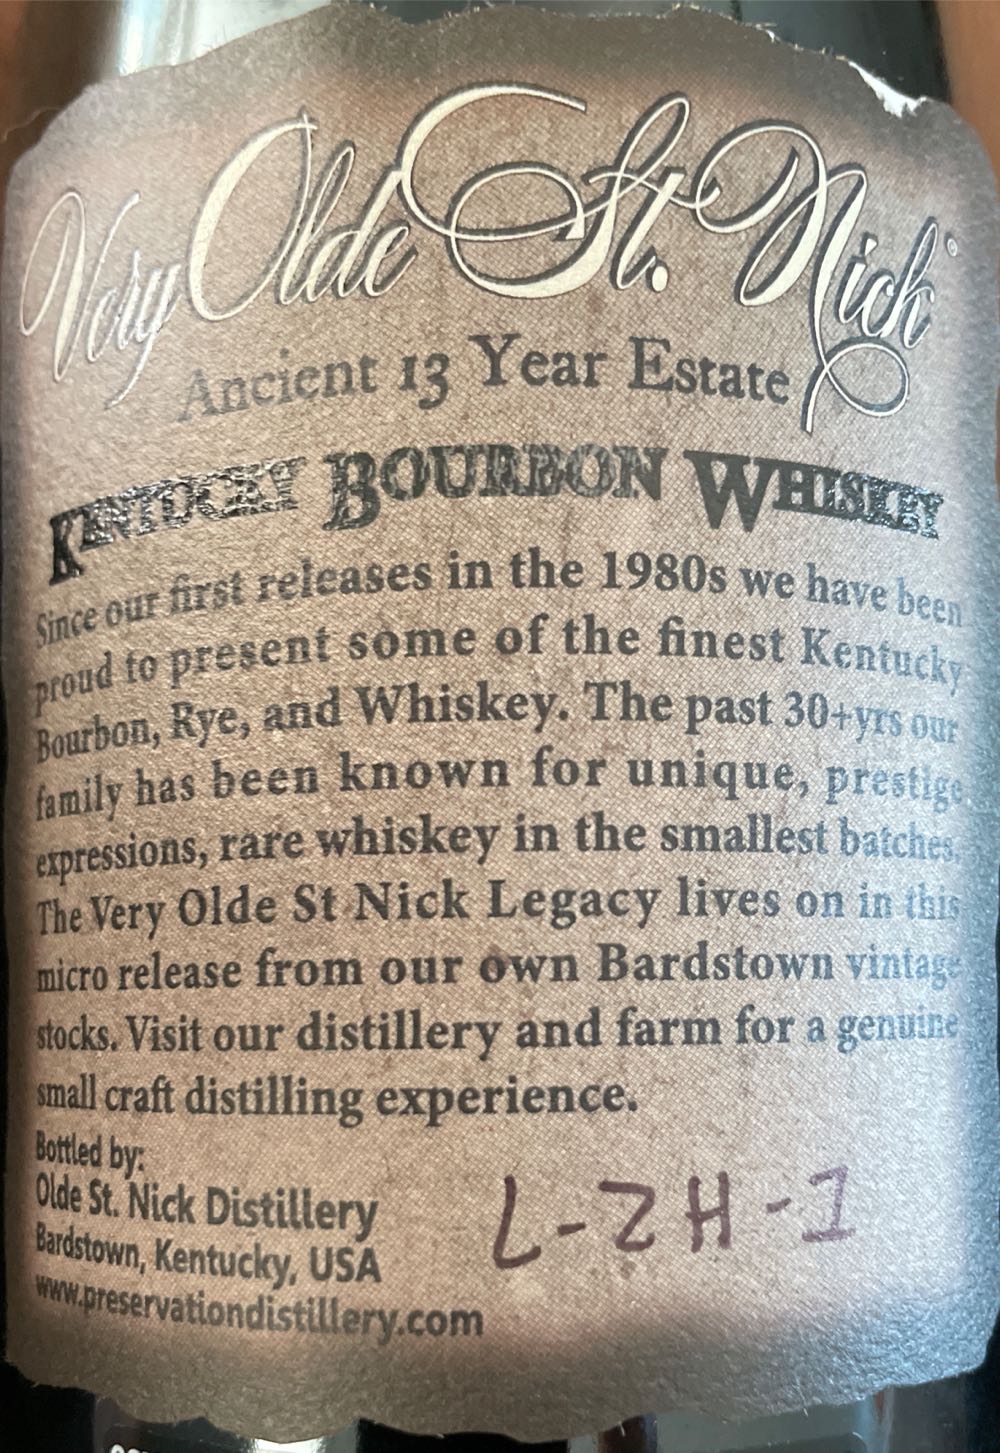 Very Olde St. Nick®
Ancient 13 Year Estate
KENTUCKY BOURBON WHISKEY
Since our first releases in the 1980s we have been
proud to present some of the finest Kentucky
Bourbon, Rye, and Whiskey. The past 30+yrs our
family has been known for unique, prestige
expressions, rare whiskey in the smallest batches.
The Very Olde St Nick Legacy lives on in this
micro release from our own Bardstown vintage
stocks. Visit our distillery and farm for a genuine
small craft distilling experience.
Bottled by:
Olde St. Nick Distillery
Bardstown, Kentucky, USA
www.preservationdistillery.com
L-ZH-1